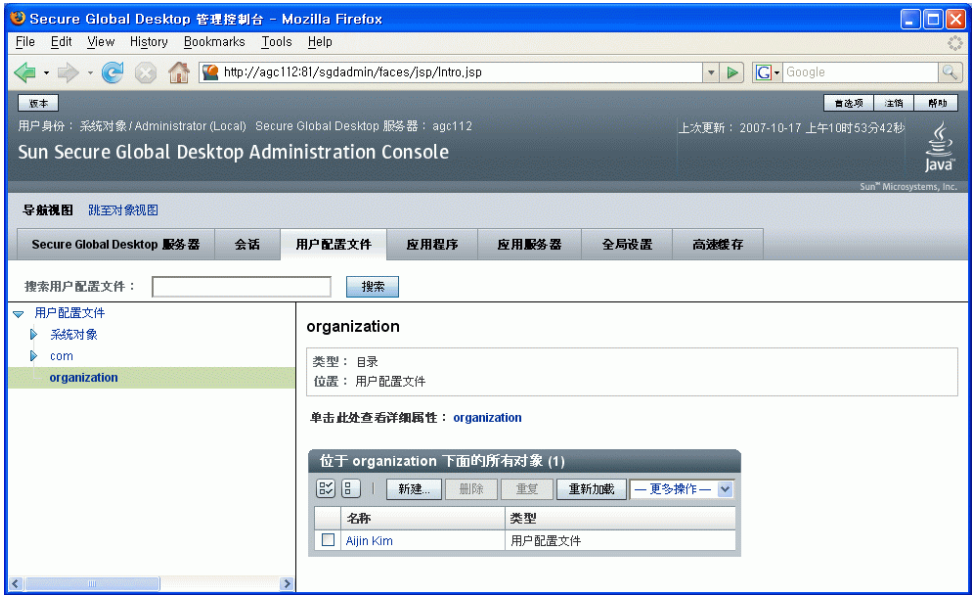 Secure Global Desktop 管理控制台 - Mozilla Firefox
File Edit View History Bookmarks Tools Help
http://agc112:81/sgdadmin/faces/jsp/Intro.jsp
G Google
版本 首选项 注销 帮助
用户身份： 系统对象 / Administrator (Local) Secure Global Desktop 服务器： agc112
上次更新： 2007-10-17 上午10时53分42秒
Sun Secure Global Desktop Administration Console
Java
Sun™ Microsystems, Inc.
导航视图 跳至对象视图
Secure Global Desktop 服务器 会话 用户配置文件 应用程序 应用服务器 全局设置 高速缓存
搜索用户配置文件： 搜索
用户配置文件
系统对象
com
organization
organization
类型： 目录
位置： 用户配置文件
单击此处查看详细属性： organization
位于 organization 下面的所有对象 (1)
新建... 删除 重复 重新加载 — 更多操作 —
名称 类型
Aijin Kim 用户配置文件